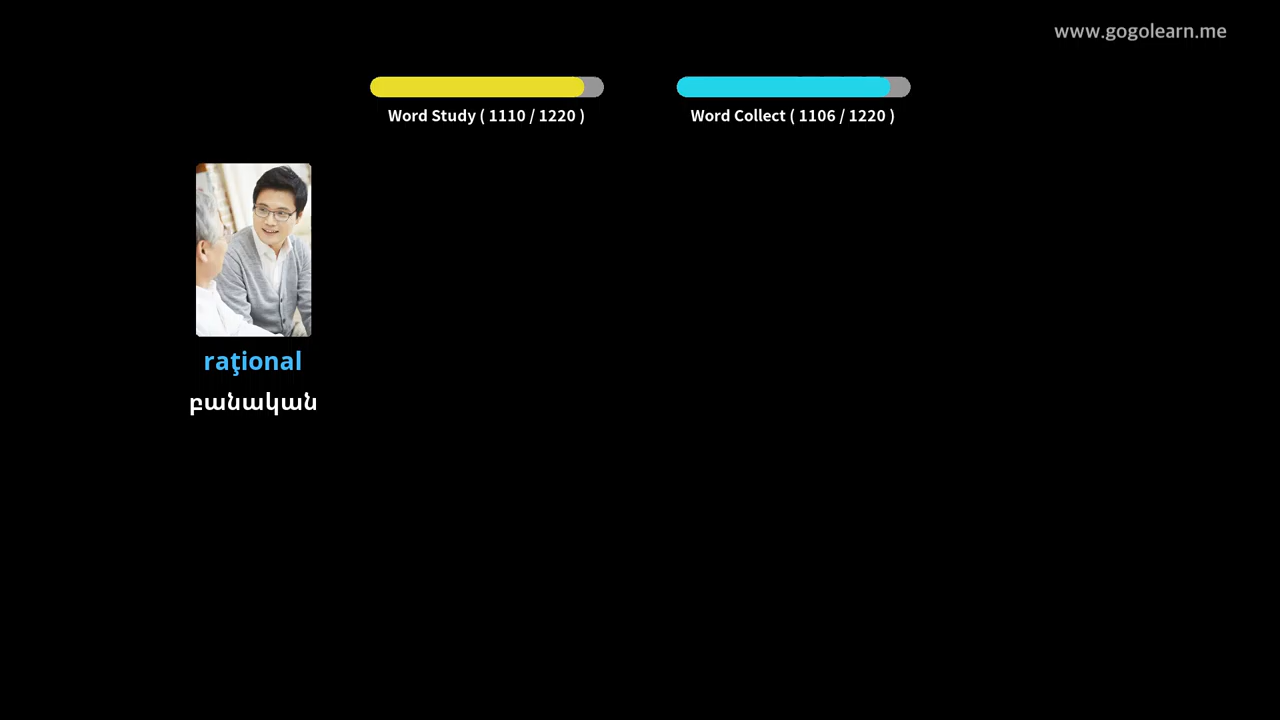 www.gogolearn.me
Word Study ( 1110 / 1220 )
Word Collect ( 1106 / 1220 )
raţional
բանական